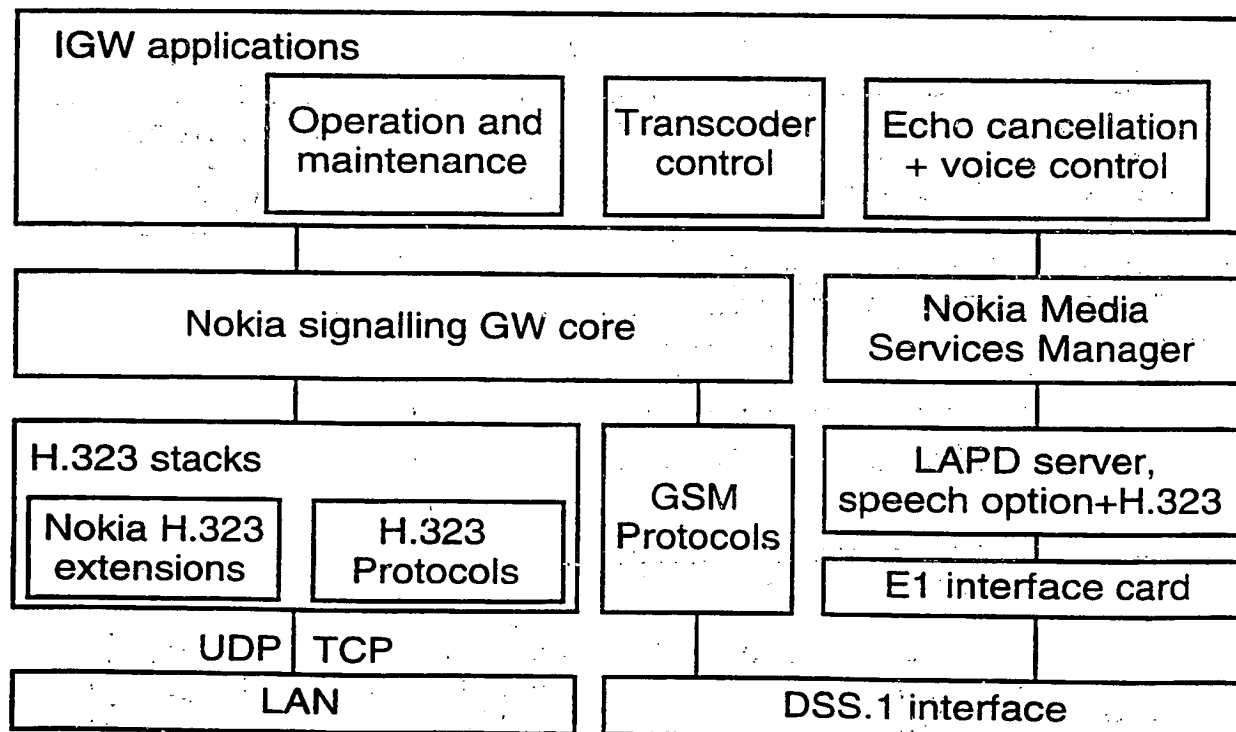 IGW applications
Operation and
maintenance
Transcoder
control
Echo cancellation
+ voice control
Nokia signalling GW core
Nokia Media
Services Manager
H.323 stacks
Nokia H.323
extensions
H.323
Protocols
GSM
Protocols
LAPD server,
speech option+H.323
E1 interface card
UDP TCP
LAN
DSS.1 interface